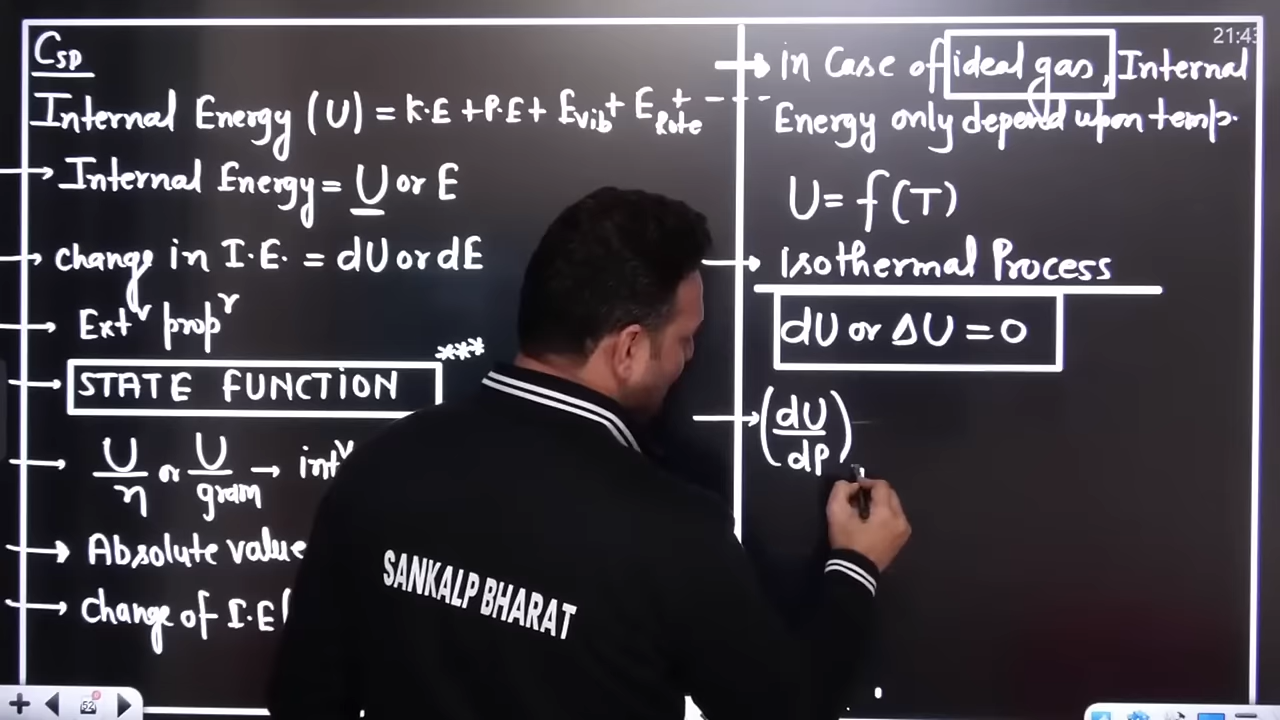 Csp
Internal Energy (U) = K.E + P.E + Evib + ERote + ----
→ Internal Energy = U or E
→ change in I.E. = dU or dE
→ Extv propr
→ STATE FUNCTION ***
→ U/n or U/gram → intv
→ Absolute value
→ change of I.E(
→ in Case of ideal gas, Internal
Energy only depend upon temp.
U = f(T)
→ isothermal Process
dU or ΔU = 0
→ (dU/dP)
21:43
SANKALP BHARAT
52